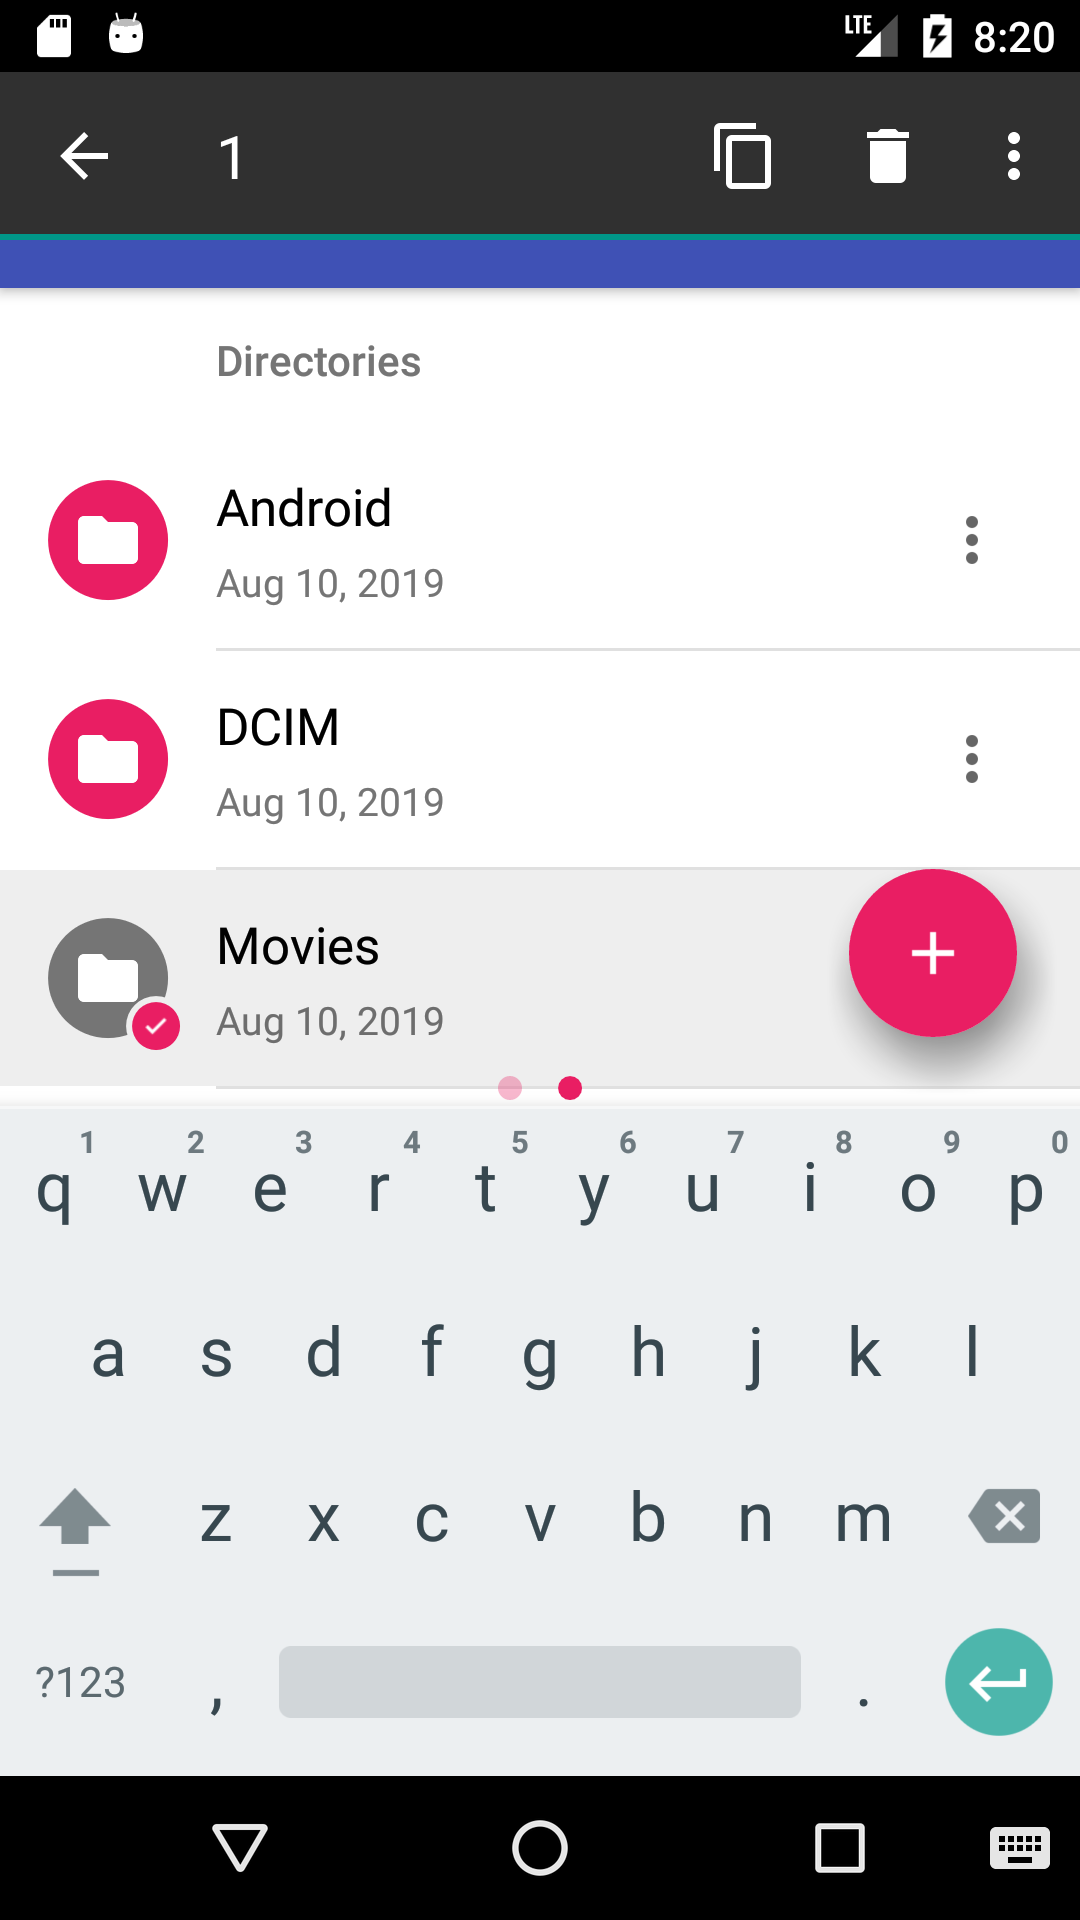 LTE 8:20
1
Directories
Android
Aug 10, 2019
DCIM
Aug 10, 2019
Movies
Aug 10, 2019
1 2 3 4 5 6 7 8 9 0
q w e r t y u i o p
a s d f g h j k l
z x c v b n m
?123 , .